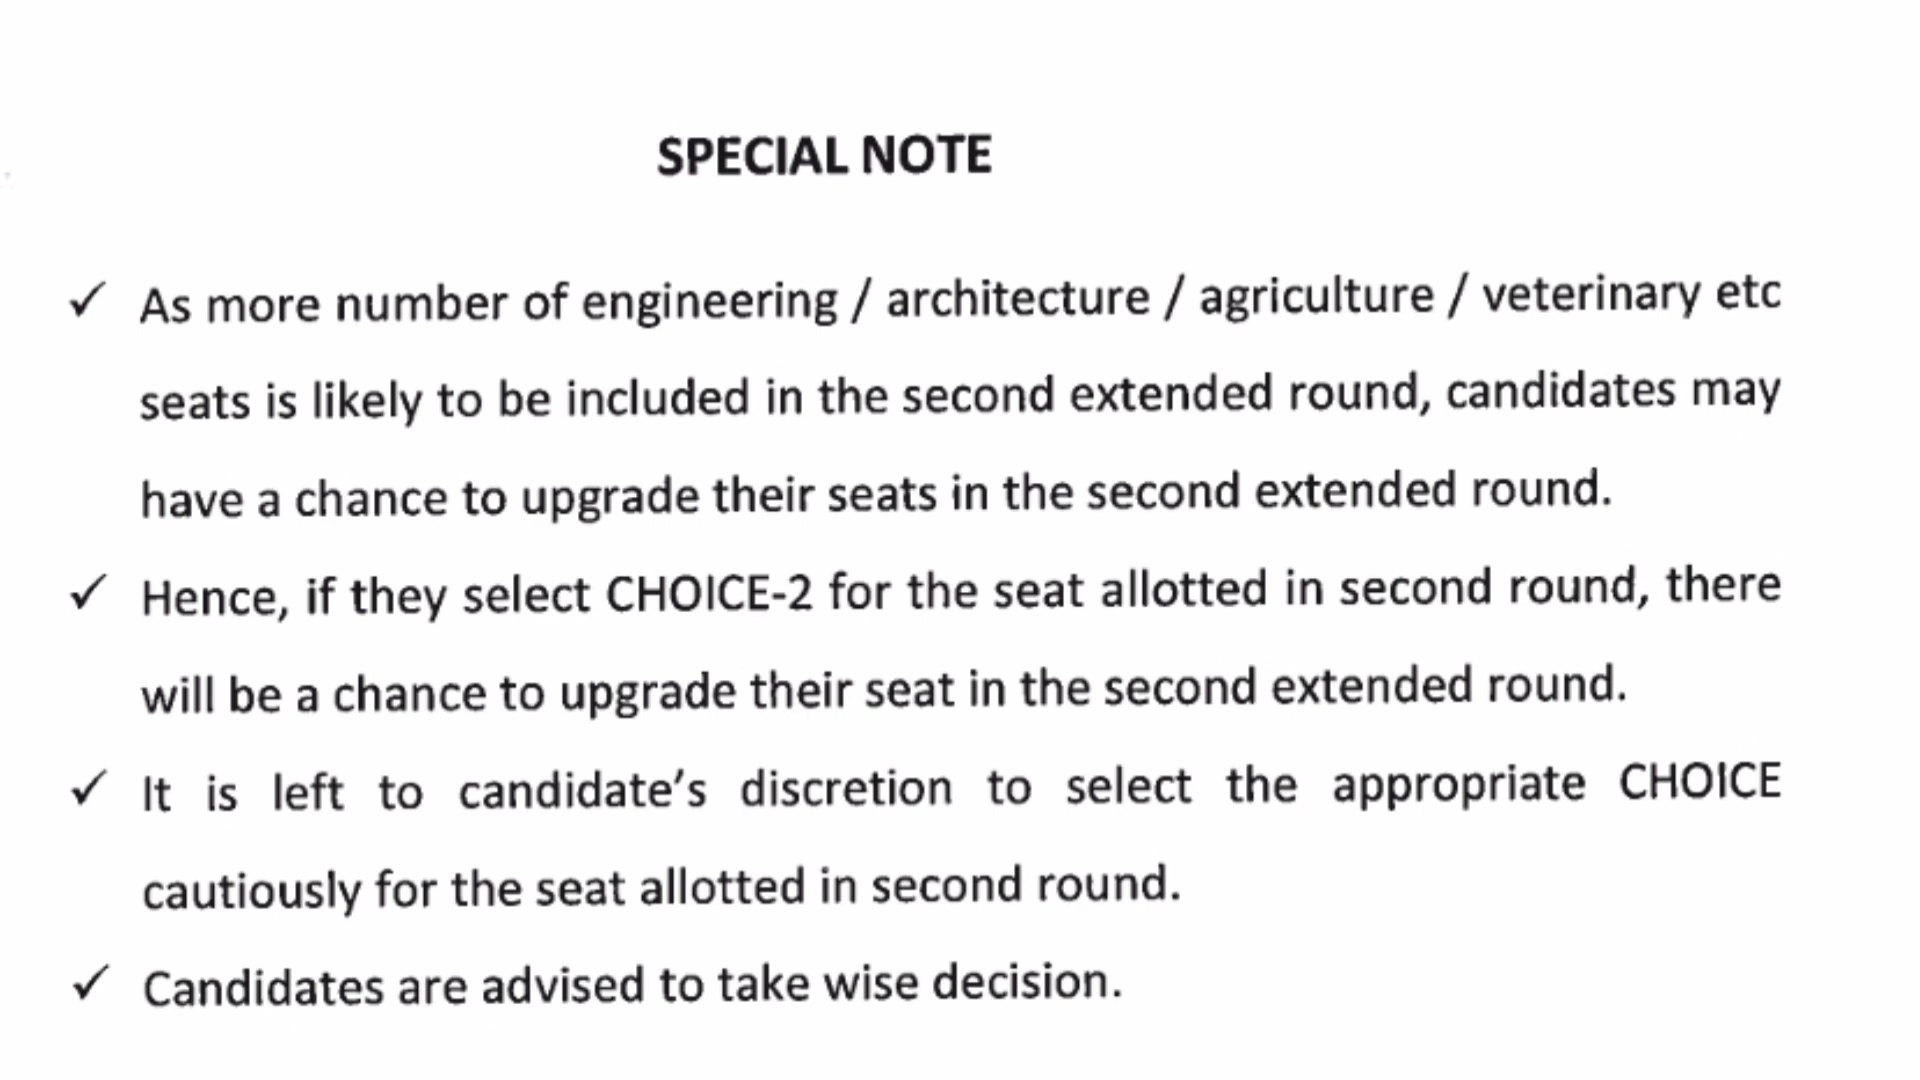 SPECIAL NOTE
✓ As more number of engineering / architecture / agriculture / veterinary etc
seats is likely to be included in the second extended round, candidates may
have a chance to upgrade their seats in the second extended round.
✓ Hence, if they select CHOICE-2 for the seat allotted in second round, there
will be a chance to upgrade their seat in the second extended round.
✓ It is left to candidate's discretion to select the appropriate CHOICE
cautiously for the seat allotted in second round.
✓ Candidates are advised to take wise decision.